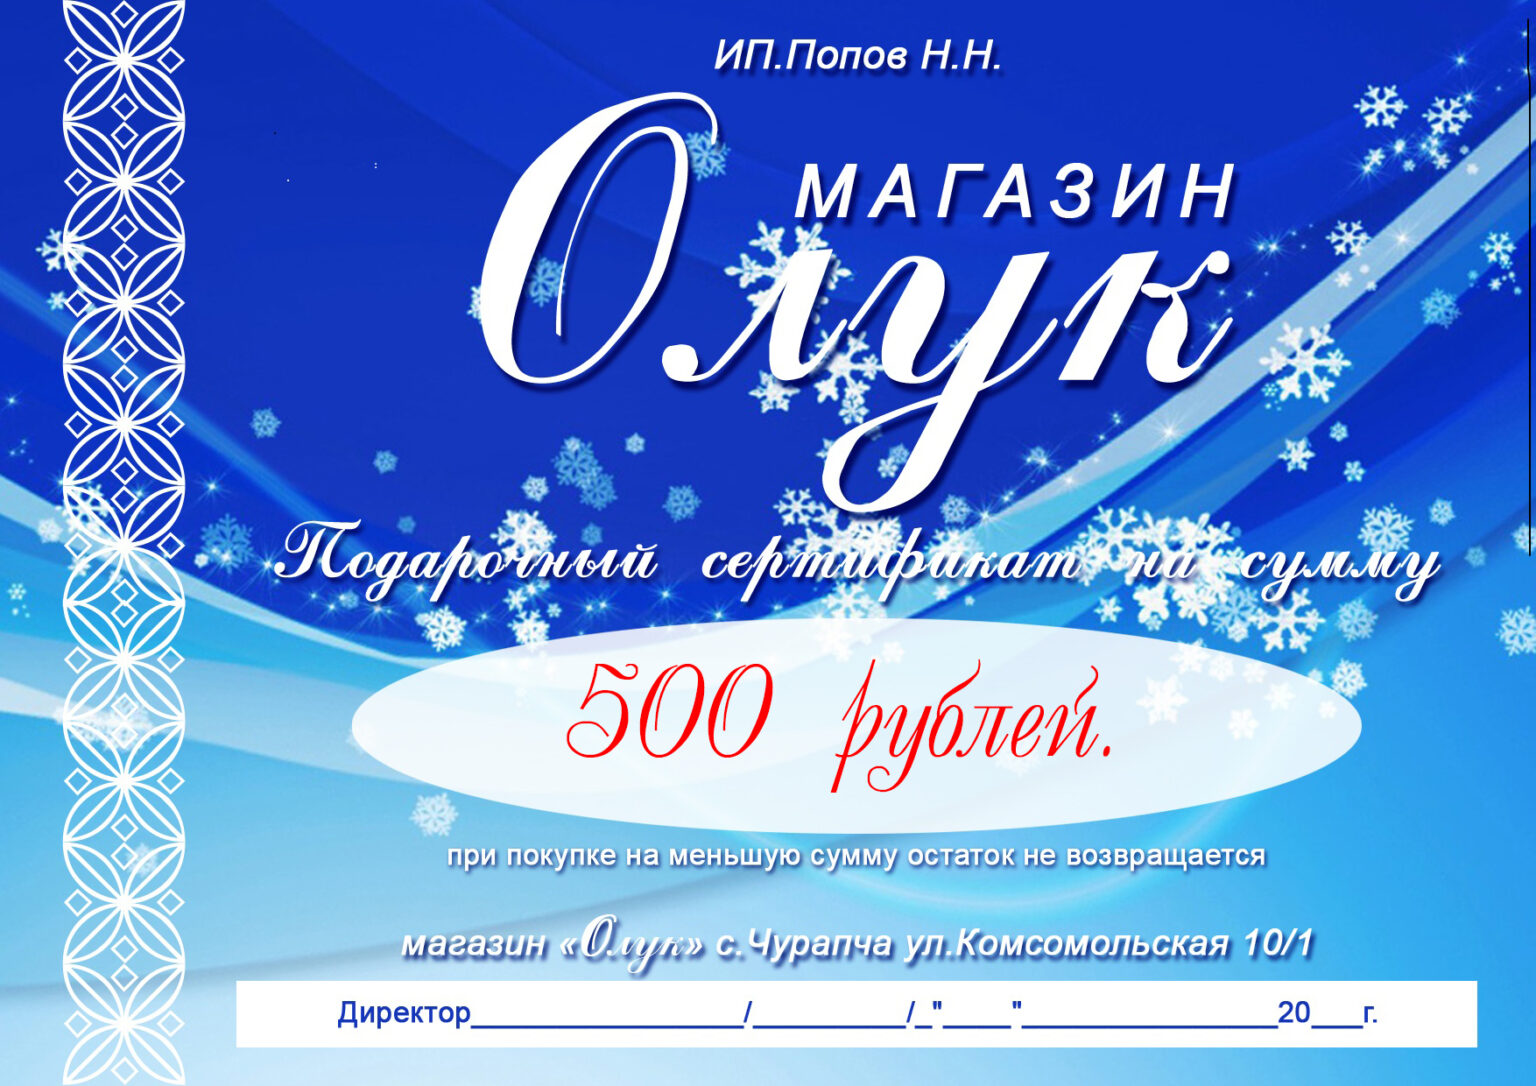 ИП.Попов Н.Н.
МАГАЗИН
Олук
Подарочный сертификат на сумму
500 рублей.
при покупке на меньшую сумму остаток не возвращается
магазин «Олук» с.Чурапча ул.Комсомольская 10/1
Директор________________/_________/_"____"_______________20___г.